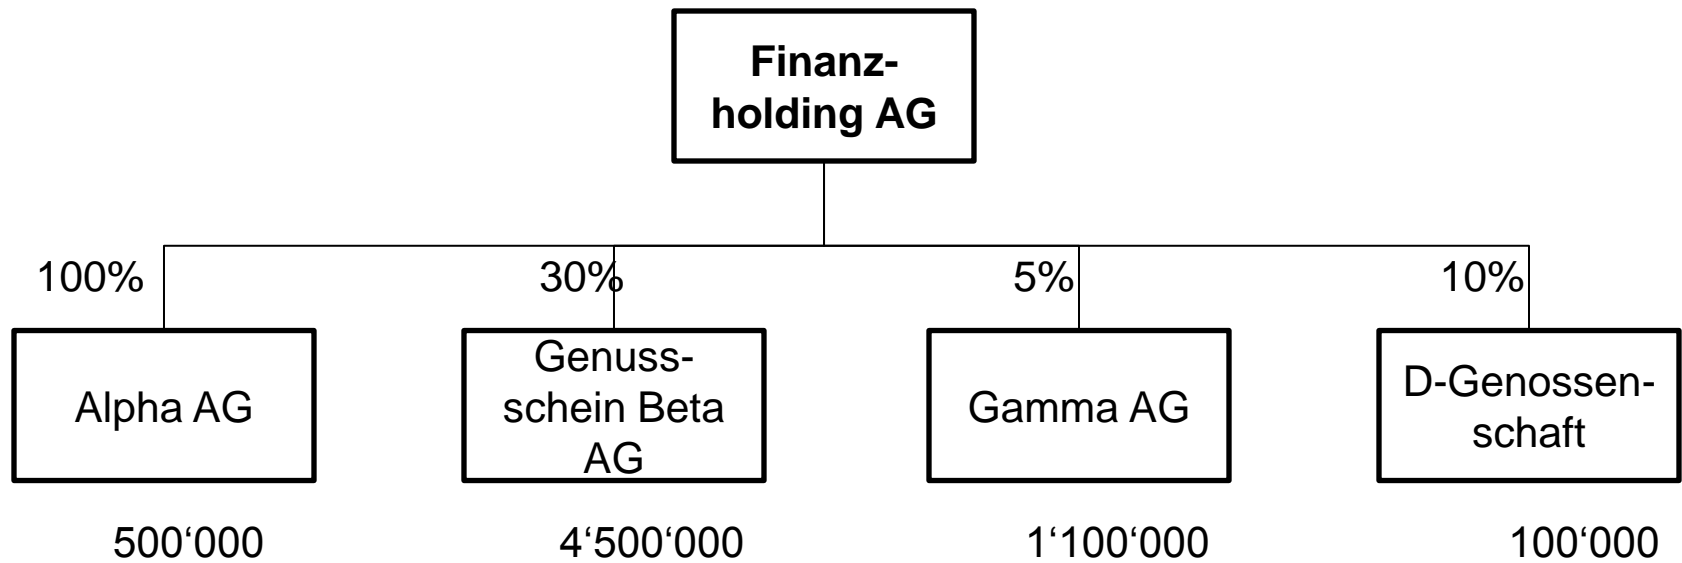 Finanz-
holding AG
100%
30%
5%
10%
Alpha AG
Genuss-
schein Beta
AG
Gamma AG
D-Genossen-
schaft
500‘000
4‘500‘000
1‘100‘000
100‘000